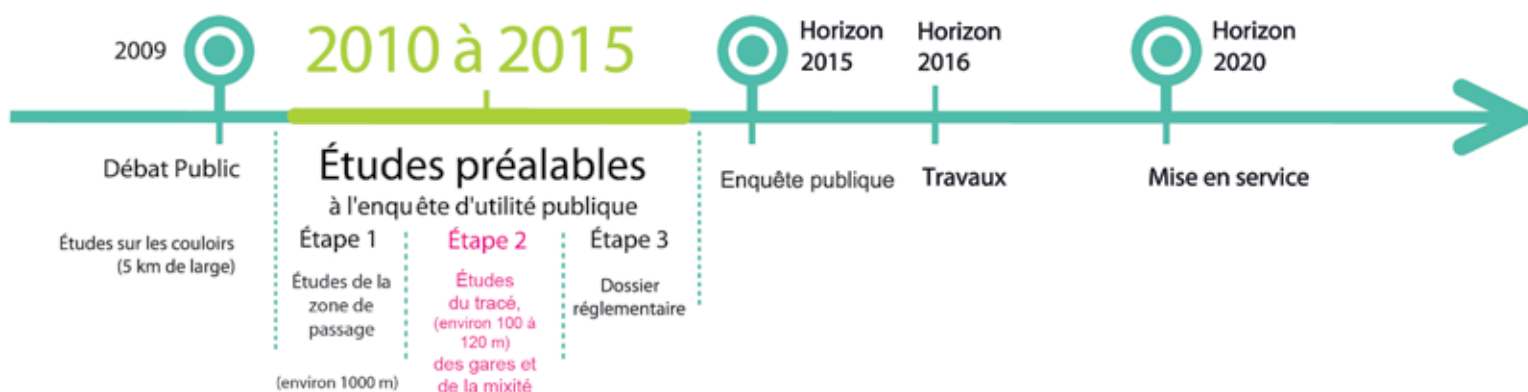 2009
Débat Public
Études sur les couloirs
(5 km de large)
2010 à 2015
Études préalables
à l'enquête d'utilité publique
Étape 1
Études de la
zone de
passage
(environ 1000 m)
Étape 2
Études
du tracé,
(environ 100 à
120 m)
des gares et
de la mixité
Étape 3
Dossier
réglementaire
Horizon
2015
Enquête publique
Horizon
2016
Travaux
Horizon
2020
Mise en service